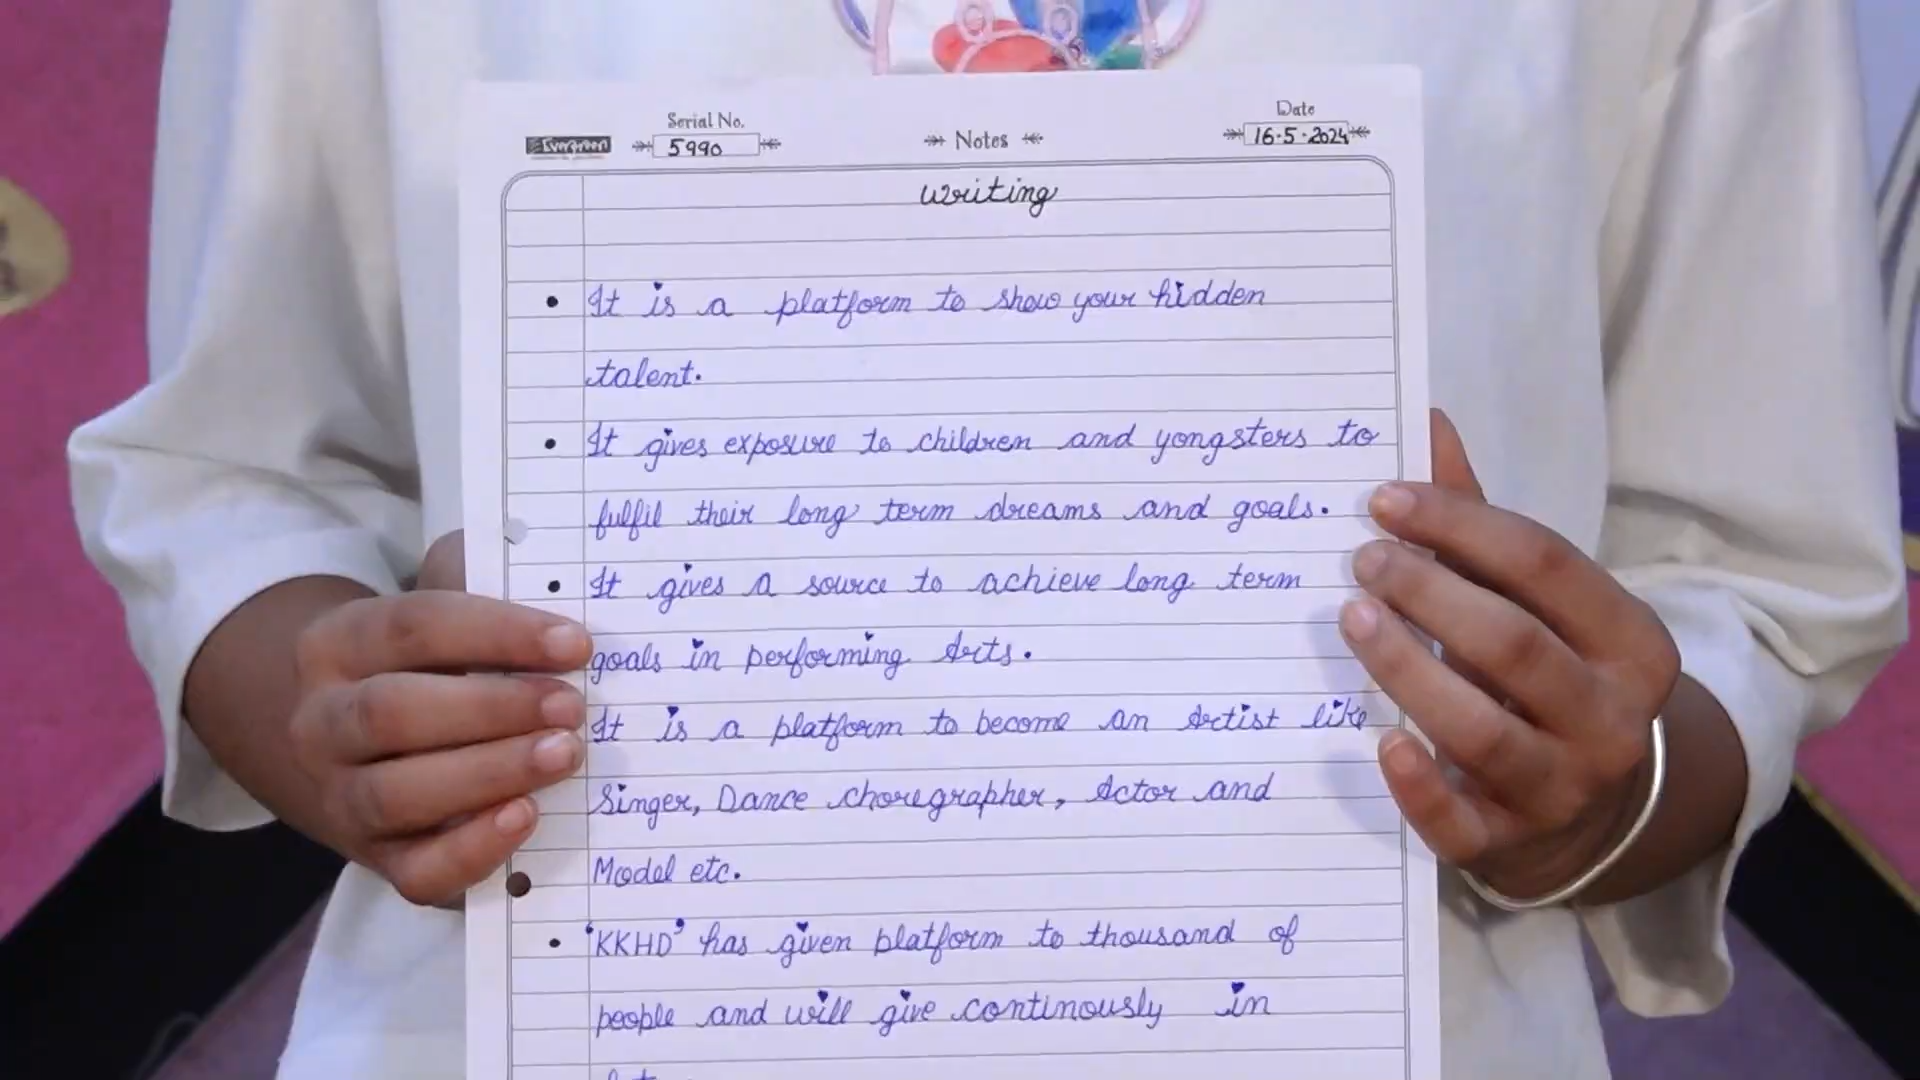 Evergreen
Serial No.
5990
Notes
Date
16-5-2024
Writing
• It is a platform to show your hidden
talent.
• It gives exposure to children and yongsters to
fulfil their long term dreams and goals.
• It gives a source to achieve long term
goals in performing Arts.
It is a platform to become an Artist like
Singer, Dance choregrapher, Actor and
Model etc.
• 'KKHD' has given platform to thousand of
people and will give continously in